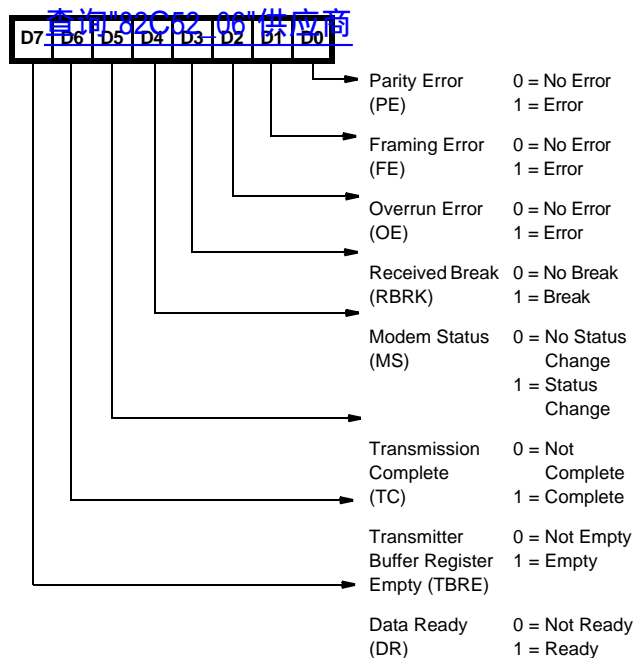 查询"82C52_06"供应商
D7 D6 D5 D4 D3 D2 D1 D0
Parity Error 0 = No Error
(PE) 1 = Error
Framing Error 0 = No Error
(FE) 1 = Error
Overrun Error 0 = No Error
(OE) 1 = Error
Received Break 0 = No Break
(RBRK) 1 = Break
Modem Status 0 = No Status
(MS) Change
1 = Status
Change
Transmission 0 = Not
Complete Complete
(TC) 1 = Complete
Transmitter 0 = Not Empty
Buffer Register 1 = Empty
Empty (TBRE)
Data Ready 0 = Not Ready
(DR) 1 = Ready